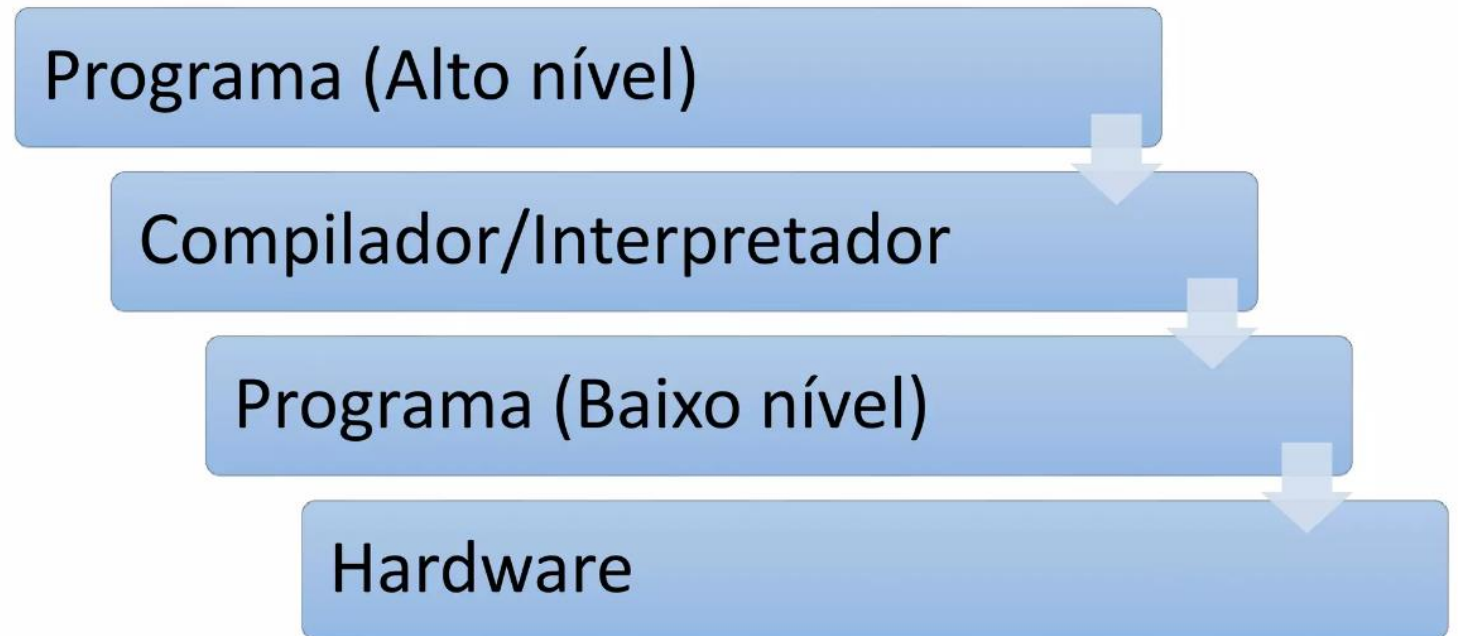 Programa (Alto nível)
Compilador/Interpretador
Programa (Baixo nível)
Hardware